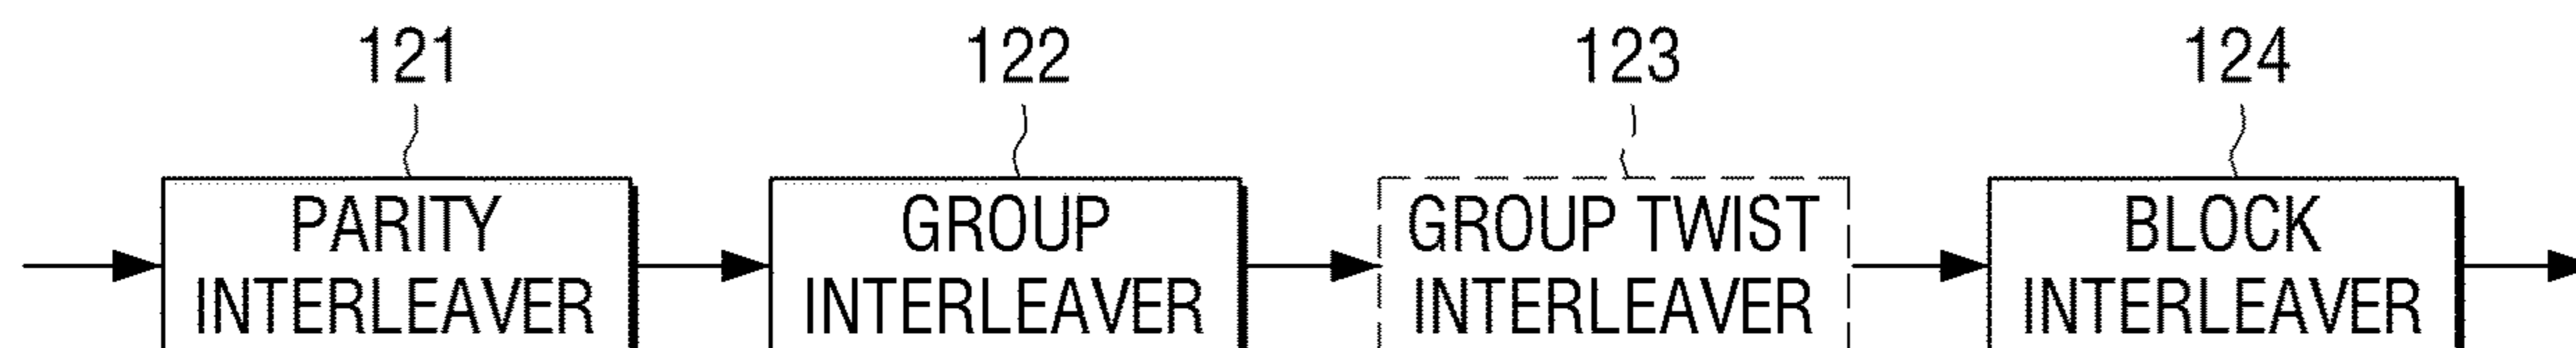 121 122 123 124
PARITY GROUP GROUP TWIST BLOCK
INTERLEAVER INTERLEAVER INTERLEAVER INTERLEAVER